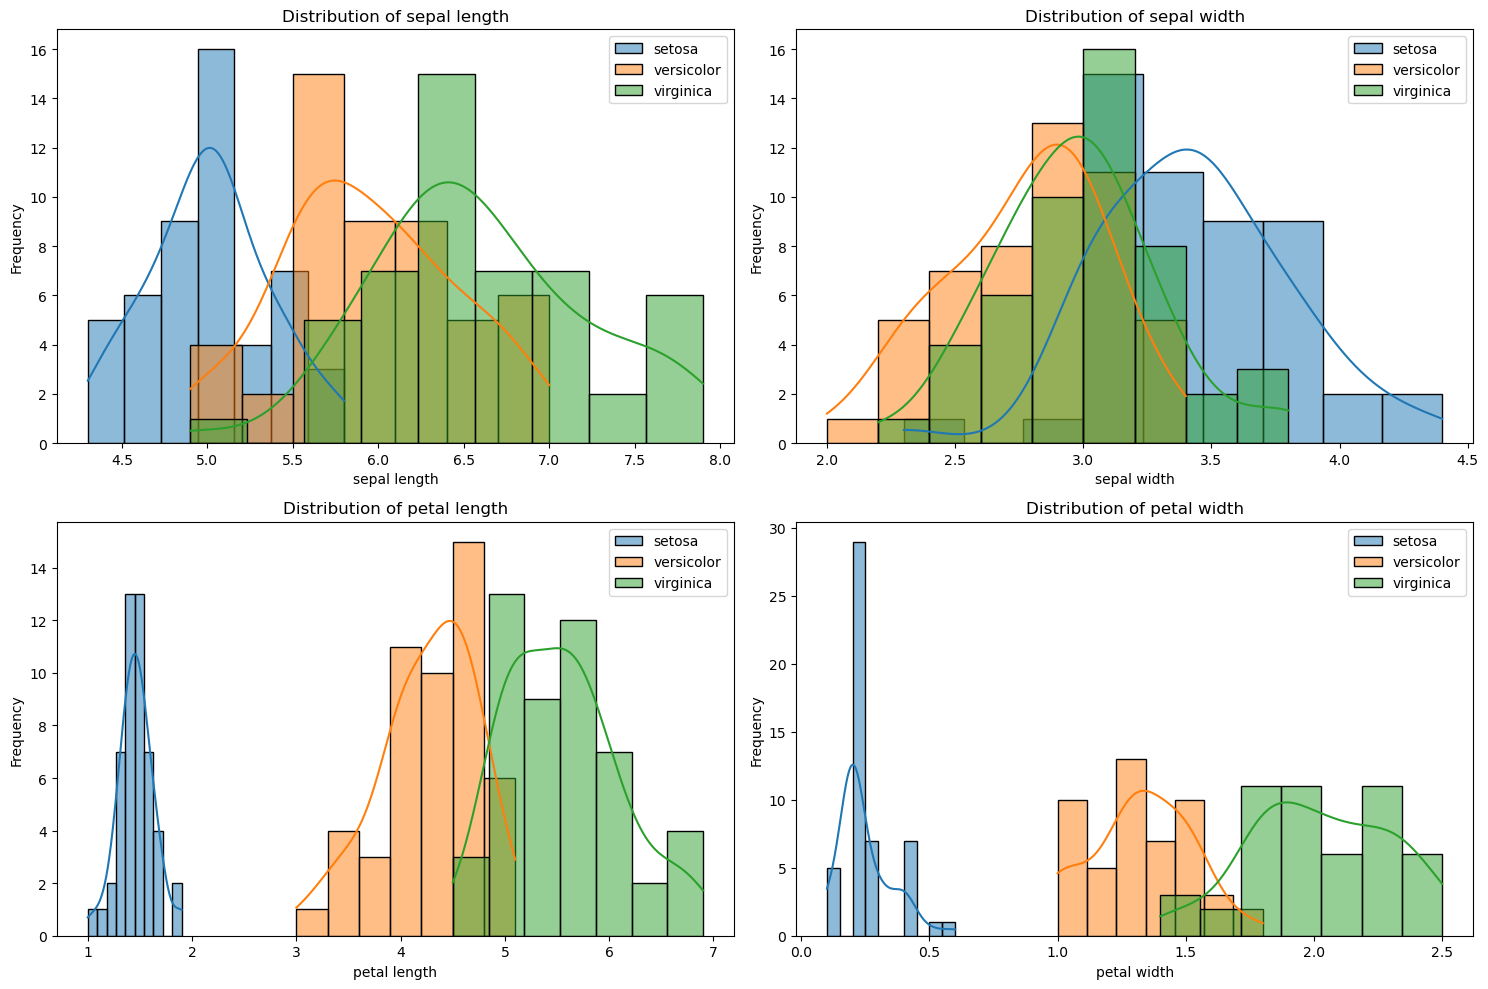 Distribution of sepal length
16
14
12
10
8
6
4
2
0
Frequency
setosa
versicolor
virginica
4.5 5.0 5.5 6.0 6.5 7.0 7.5 8.0
sepal length
Distribution of sepal width
16
14
12
10
8
6
4
2
0
Frequency
setosa
versicolor
virginica
2.0 2.5 3.0 3.5 4.0 4.5
sepal width
Distribution of petal length
14
12
10
8
6
4
2
0
Frequency
setosa
versicolor
virginica
1 2 3 4 5 6 7
petal length
Distribution of petal width
30
25
20
15
10
5
0
Frequency
setosa
versicolor
virginica
0.0 0.5 1.0 1.5 2.0 2.5
petal width